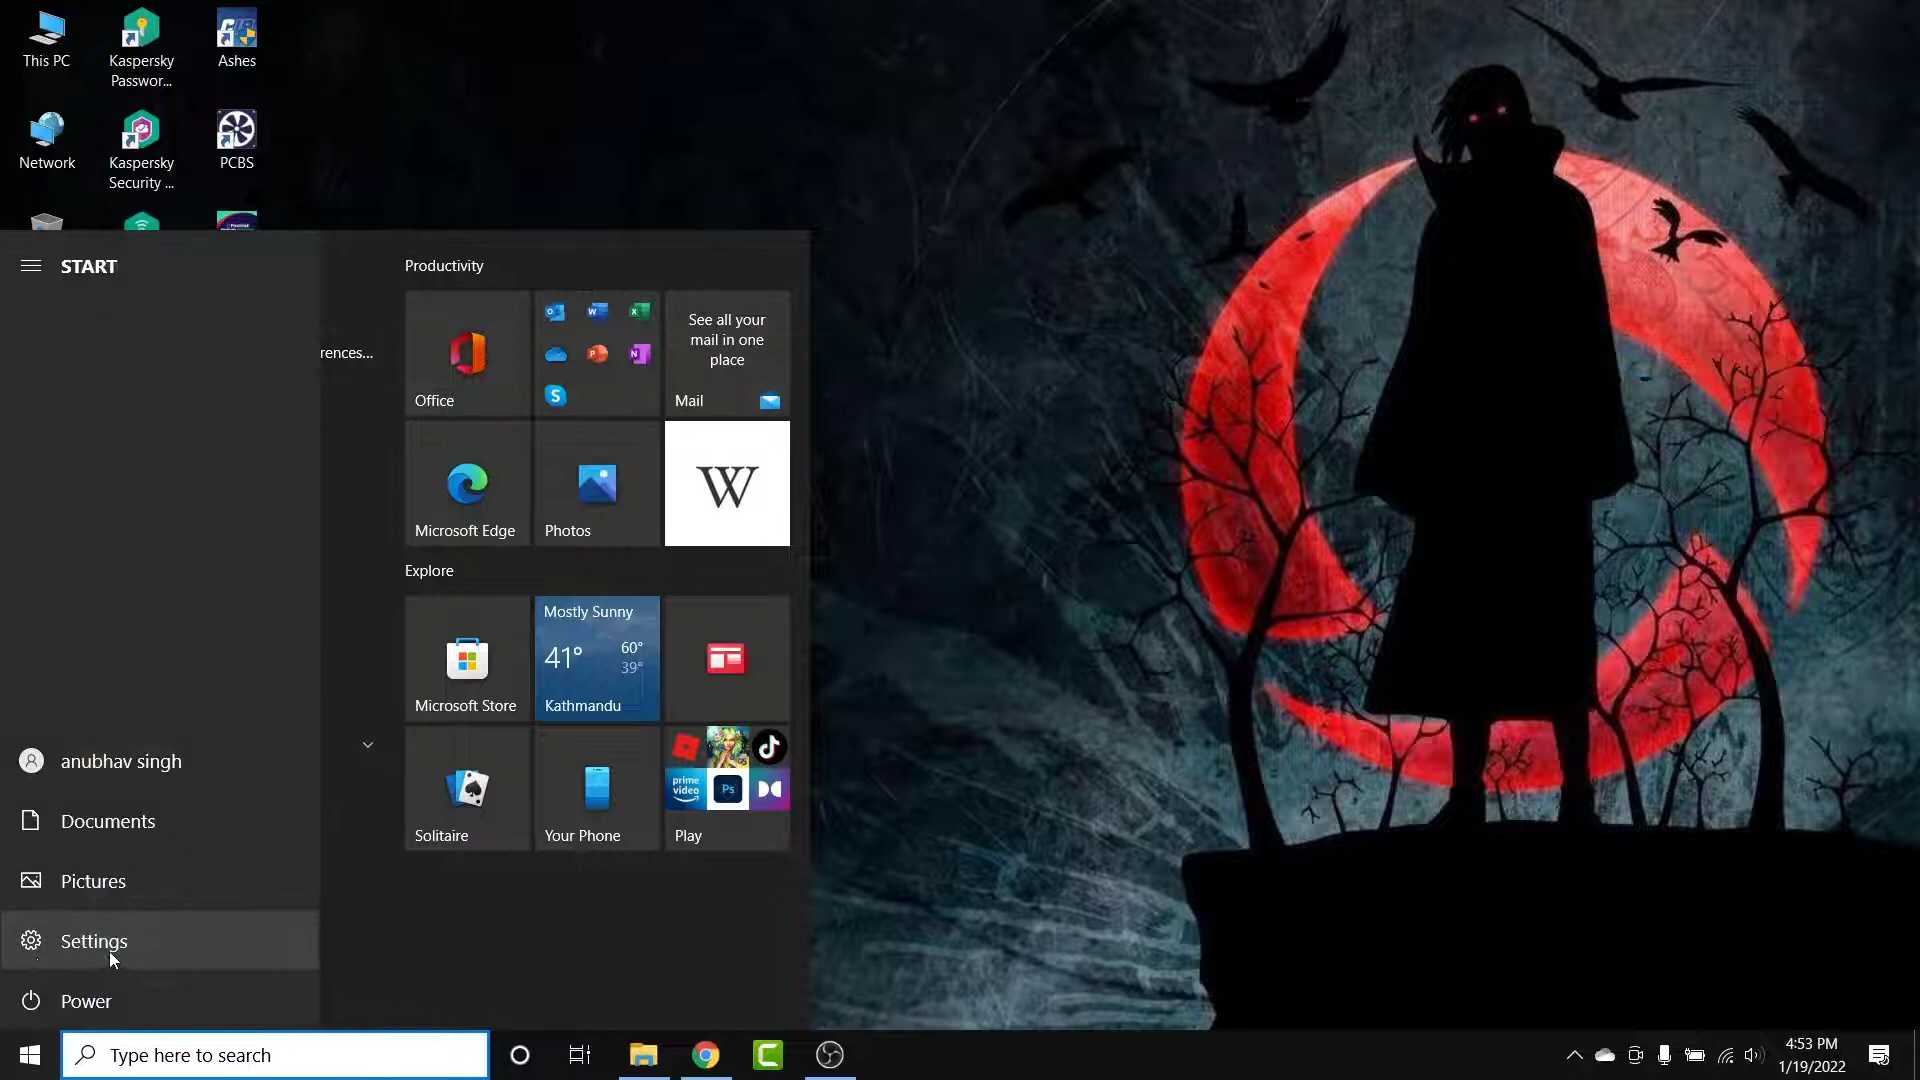 This PC
Kaspersky
Passwor...
Ashes
Network
Kaspersky
Security ...
PCBS
START
rences...
anubhav singh
Documents
Pictures
Settings
Power
Productivity
Office
See all your
mail in one
place
Mail
Microsoft Edge
Photos
W
Explore
Microsoft Store
Mostly Sunny
41° 60°
39°
Kathmandu
Solitaire
Your Phone
prime
video
Ps
Play
Type here to search
4:53 PM
1/19/2022